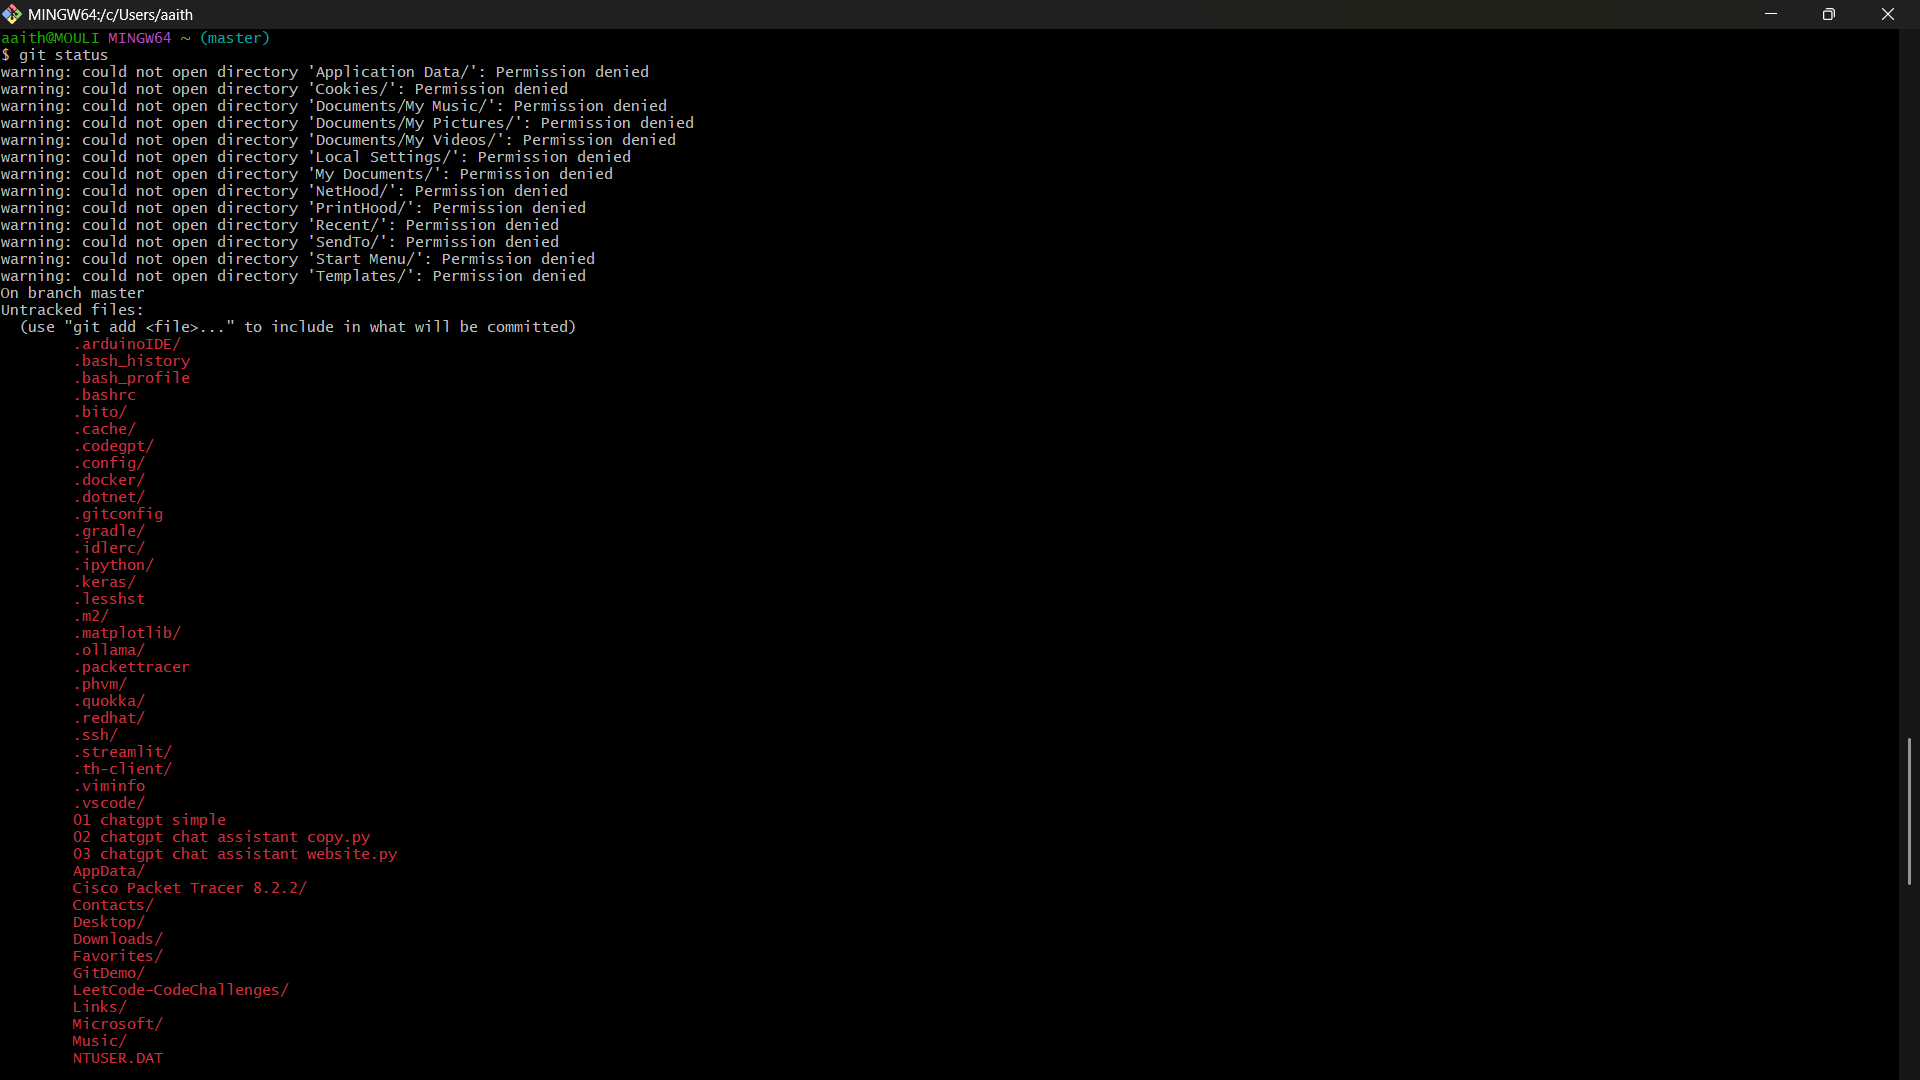 MINGW64:/c/Users/aaith
aaith@MOULI MINGW64 ~ (master)
$ git status
warning: could not open directory 'Application Data/': Permission denied
warning: could not open directory 'Cookies/': Permission denied
warning: could not open directory 'Documents/My Music/': Permission denied
warning: could not open directory 'Documents/My Pictures/': Permission denied
warning: could not open directory 'Documents/My Videos/': Permission denied
warning: could not open directory 'Local Settings/': Permission denied
warning: could not open directory 'My Documents/': Permission denied
warning: could not open directory 'NetHood/': Permission denied
warning: could not open directory 'PrintHood/': Permission denied
warning: could not open directory 'Recent/': Permission denied
warning: could not open directory 'SendTo/': Permission denied
warning: could not open directory 'Start Menu/': Permission denied
warning: could not open directory 'Templates/': Permission denied
On branch master
Untracked files:
  (use "git add <file>..." to include in what will be committed)
        .arduinoIDE/
        .bash_history
        .bash_profile
        .bashrc
        .bito/
        .cache/
        .codegpt/
        .config/
        .docker/
        .dotnet/
        .gitconfig
        .gradle/
        .idlerc/
        .ipython/
        .keras/
        .lesshst
        .m2/
        .matplotlib/
        .ollama/
        .packettracer
        .phvm/
        .quokka/
        .redhat/
        .ssh/
        .streamlit/
        .th-client/
        .viminfo
        .vscode/
        01 chatgpt simple
        02 chatgpt chat assistant copy.py
        03 chatgpt chat assistant website.py
        AppData/
        Cisco Packet Tracer 8.2.2/
        Contacts/
        Desktop/
        Downloads/
        Favorites/
        GitDemo/
        LeetCode-CodeChallenges/
        Links/
        Microsoft/
        Music/
        NTUSER.DAT